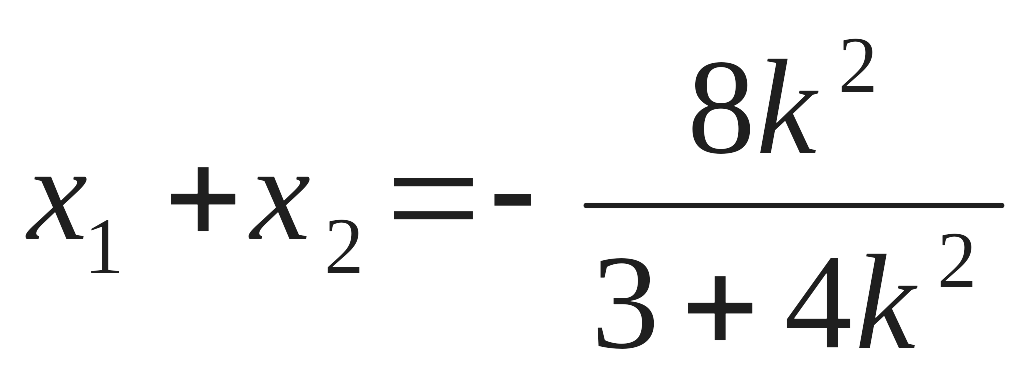 x₁ + x₂ = - 8k² / (3 + 4k²)